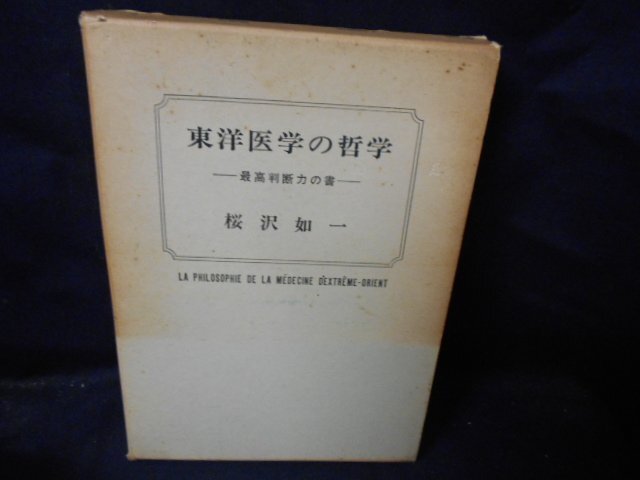 東洋医学の哲学
―最高判断力の書―
桜沢如一
LA PHILOSOPHIE DE LA MÉDECINE D'EXTRÊME-ORIENT